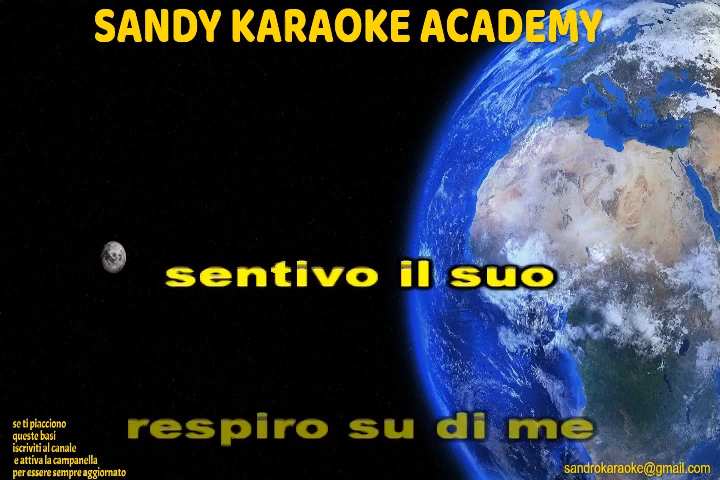 SANDY KARAOKE ACADEMY
sentivo il suo
respiro su di me
se ti piacciono
queste basi
iscriviti al canale
e attiva la campanella
per essere sempre aggiornato
sandrokaraoke@gmail.com